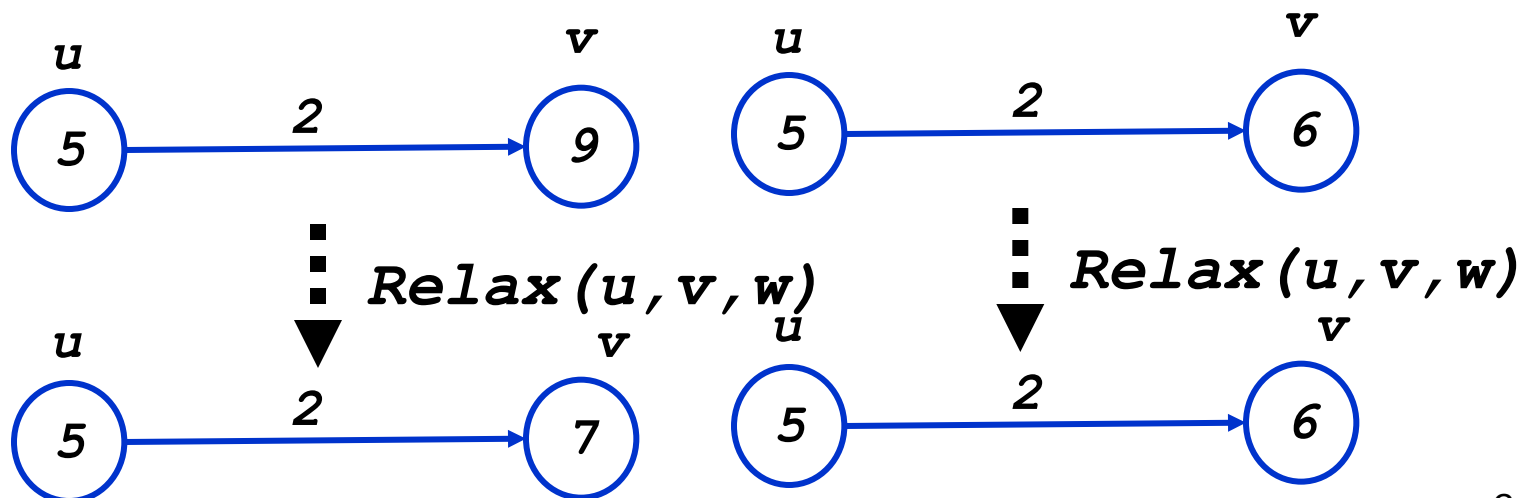 u v u v
5 2 9 5 2 6
Relax(u,v,w) Relax(u,v,w)
u v u v
5 2 7 5 2 6